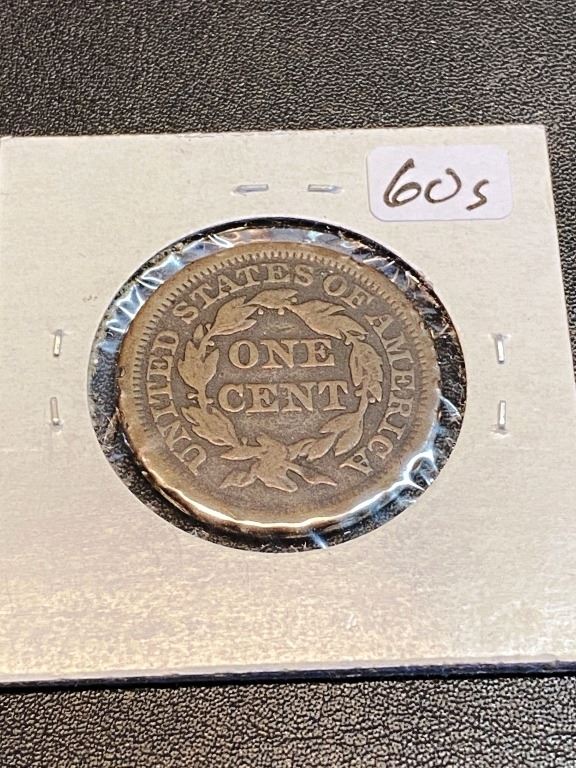 60s
UNITED STATES OF AMERICA
ONE
CENT